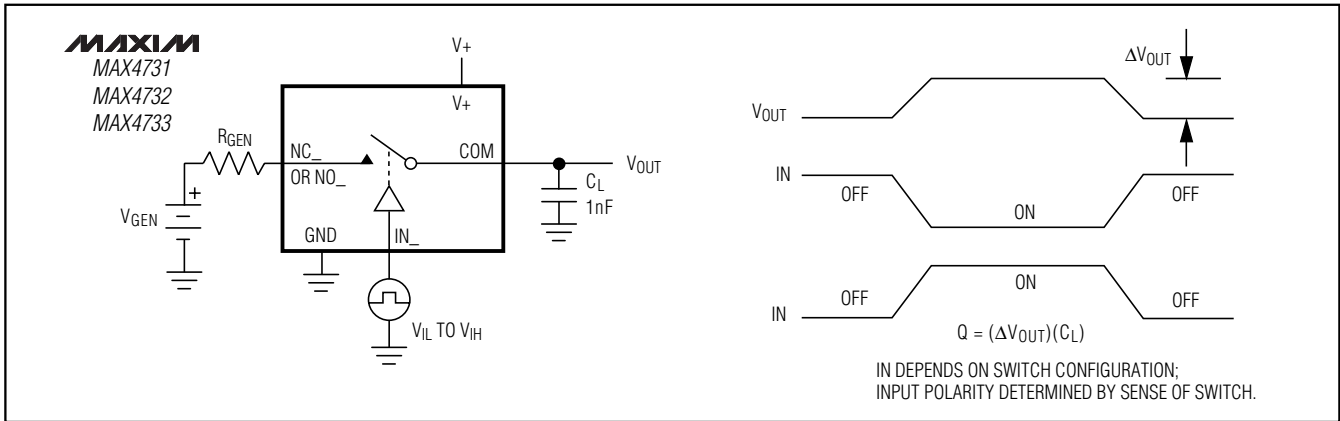 MAXIM
MAX4731
MAX4732
MAX4733
V+
V+
RGEN
NC_
OR NO_
COM
VOUT
CL
1nF
+
VGEN
GND
IN_
VIL TO VIH
ΔVOUT
VOUT
IN
OFF
ON
OFF
IN
OFF
ON
OFF
Q = (ΔVOUT)(CL)
IN DEPENDS ON SWITCH CONFIGURATION;
INPUT POLARITY DETERMINED BY SENSE OF SWITCH.